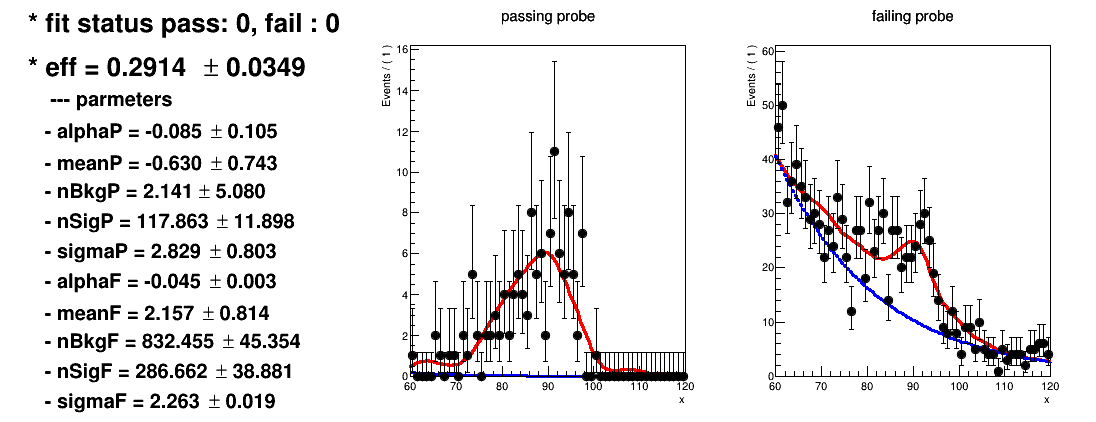 * fit status pass: 0, fail : 0
* eff = 0.2914 ± 0.0349
--- parmeters
- alphaP = -0.085 ± 0.105
- meanP = -0.630 ± 0.743
- nBkgP = 2.141 ± 5.080
- nSigP = 117.863 ± 11.898
- sigmaP = 2.829 ± 0.803
- alphaF = -0.045 ± 0.003
- meanF = 2.157 ± 0.814
- nBkgF = 832.455 ± 45.354
- nSigF = 286.662 ± 38.881
- sigmaF = 2.263 ± 0.019
passing probe
Events / ( 1 )
16
14
12
10
8
6
4
2
0
60 70 80 90 100 110 120
x
failing probe
Events / ( 1 )
60
50
40
30
20
10
0
60 70 80 90 100 110 120
x